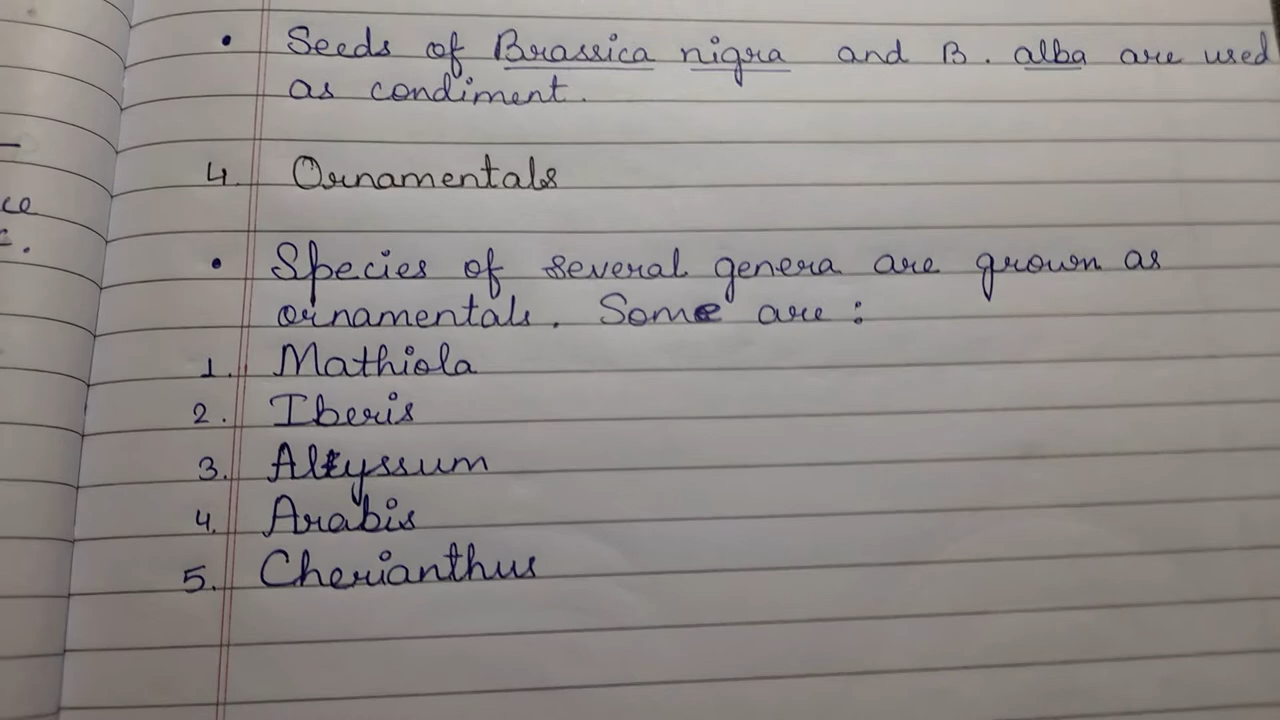 • Seeds of Brassica nigra and B. alba are used
as condiment.
4. Ornamentals
• Species of several genera are grown as
ornamentals. Some are :
1. Mathiola
2. Iberis
3. Alyssum
4. Arabis
5. Cherianthus
ce